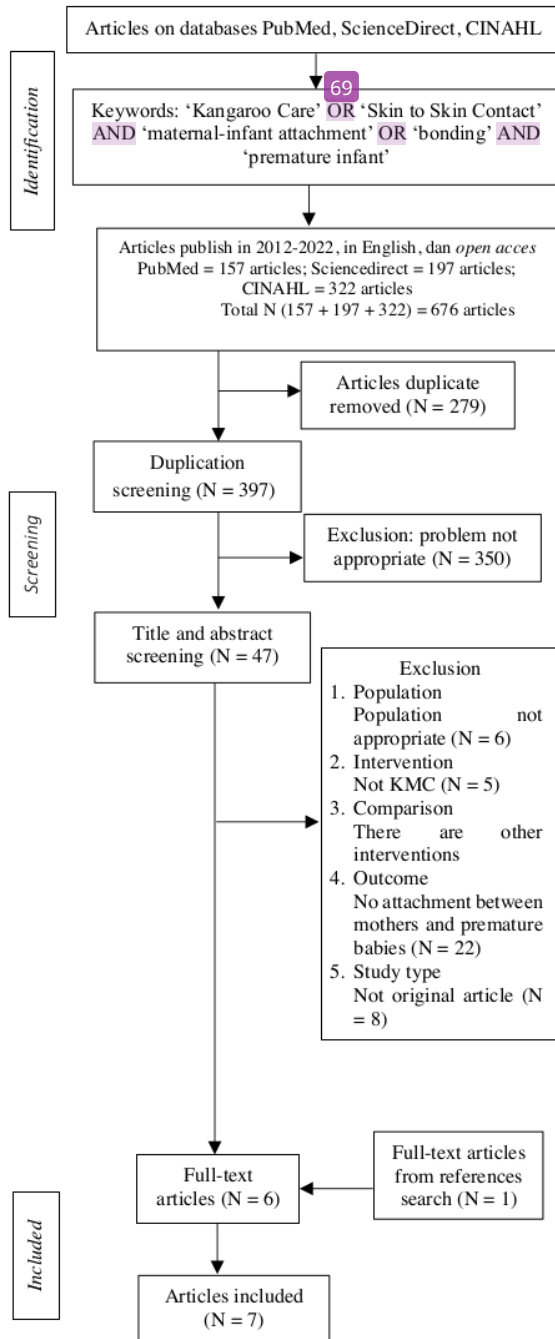 Articles on databases PubMed, ScienceDirect, CINAHL
Identification
69
Keywords: ‘Kangaroo Care’ OR ‘Skin to Skin Contact’
AND ‘maternal-infant attachment’ OR ‘bonding’ AND
‘premature infant’
Articles publish in 2012-2022, in English, dan open acces
PubMed = 157 articles; Sciencedirect = 197 articles;
CINAHL = 322 articles
Total N (157 + 197 + 322) = 676 articles
Articles duplicate
removed (N = 279)
Duplication
screening (N = 397)
Screening
Exclusion: problem not
appropriate (N = 350)
Title and abstract
screening (N = 47)
Exclusion
1. Population
Population not
appropriate (N = 6)
2. Intervention
Not KMC (N = 5)
3. Comparison
There are other
interventions
4. Outcome
No attachment between
mothers and premature
babies (N = 22)
5. Study type
Not original article (N
= 8)
Full-text
articles (N = 6)
Full-text articles
from references
search (N = 1)
Included
Articles included
(N = 7)